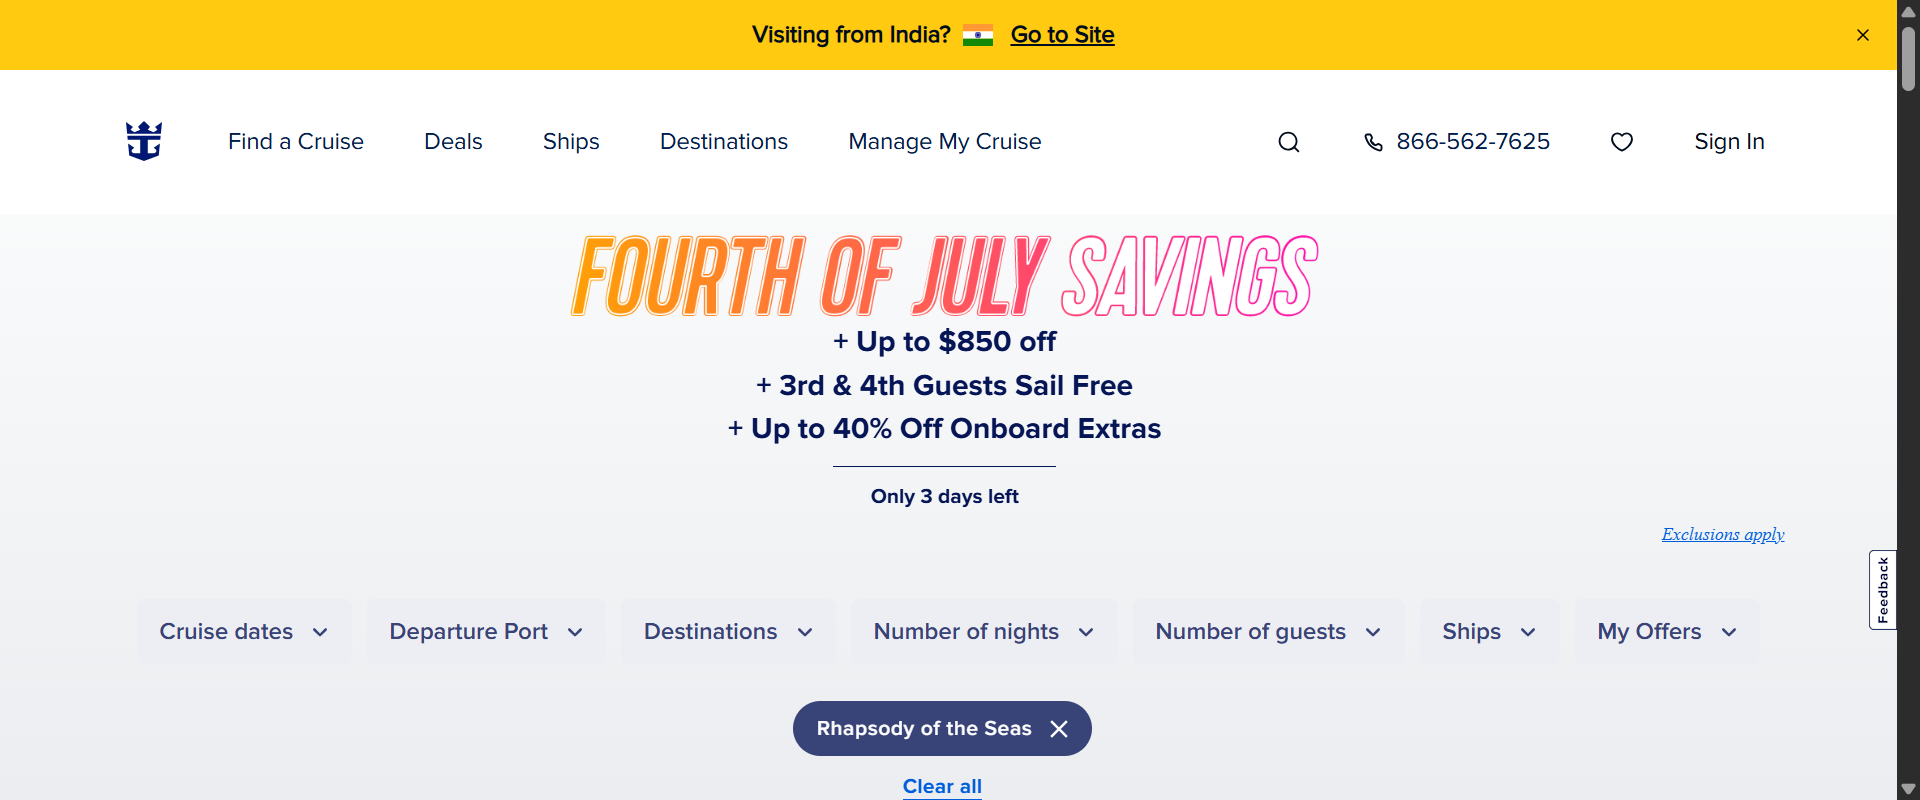 Visiting from India? Go to Site
Find a Cruise Deals Ships Destinations Manage My Cruise 866-562-7625 Sign In
FOURTH OF JULY SAVINGS
+ Up to $850 off
+ 3rd & 4th Guests Sail Free
+ Up to 40% Off Onboard Extras
Only 3 days left
Exclusions apply
Feedback
Cruise dates Departure Port Destinations Number of nights Number of guests Ships My Offers
Rhapsody of the Seas
Clear all